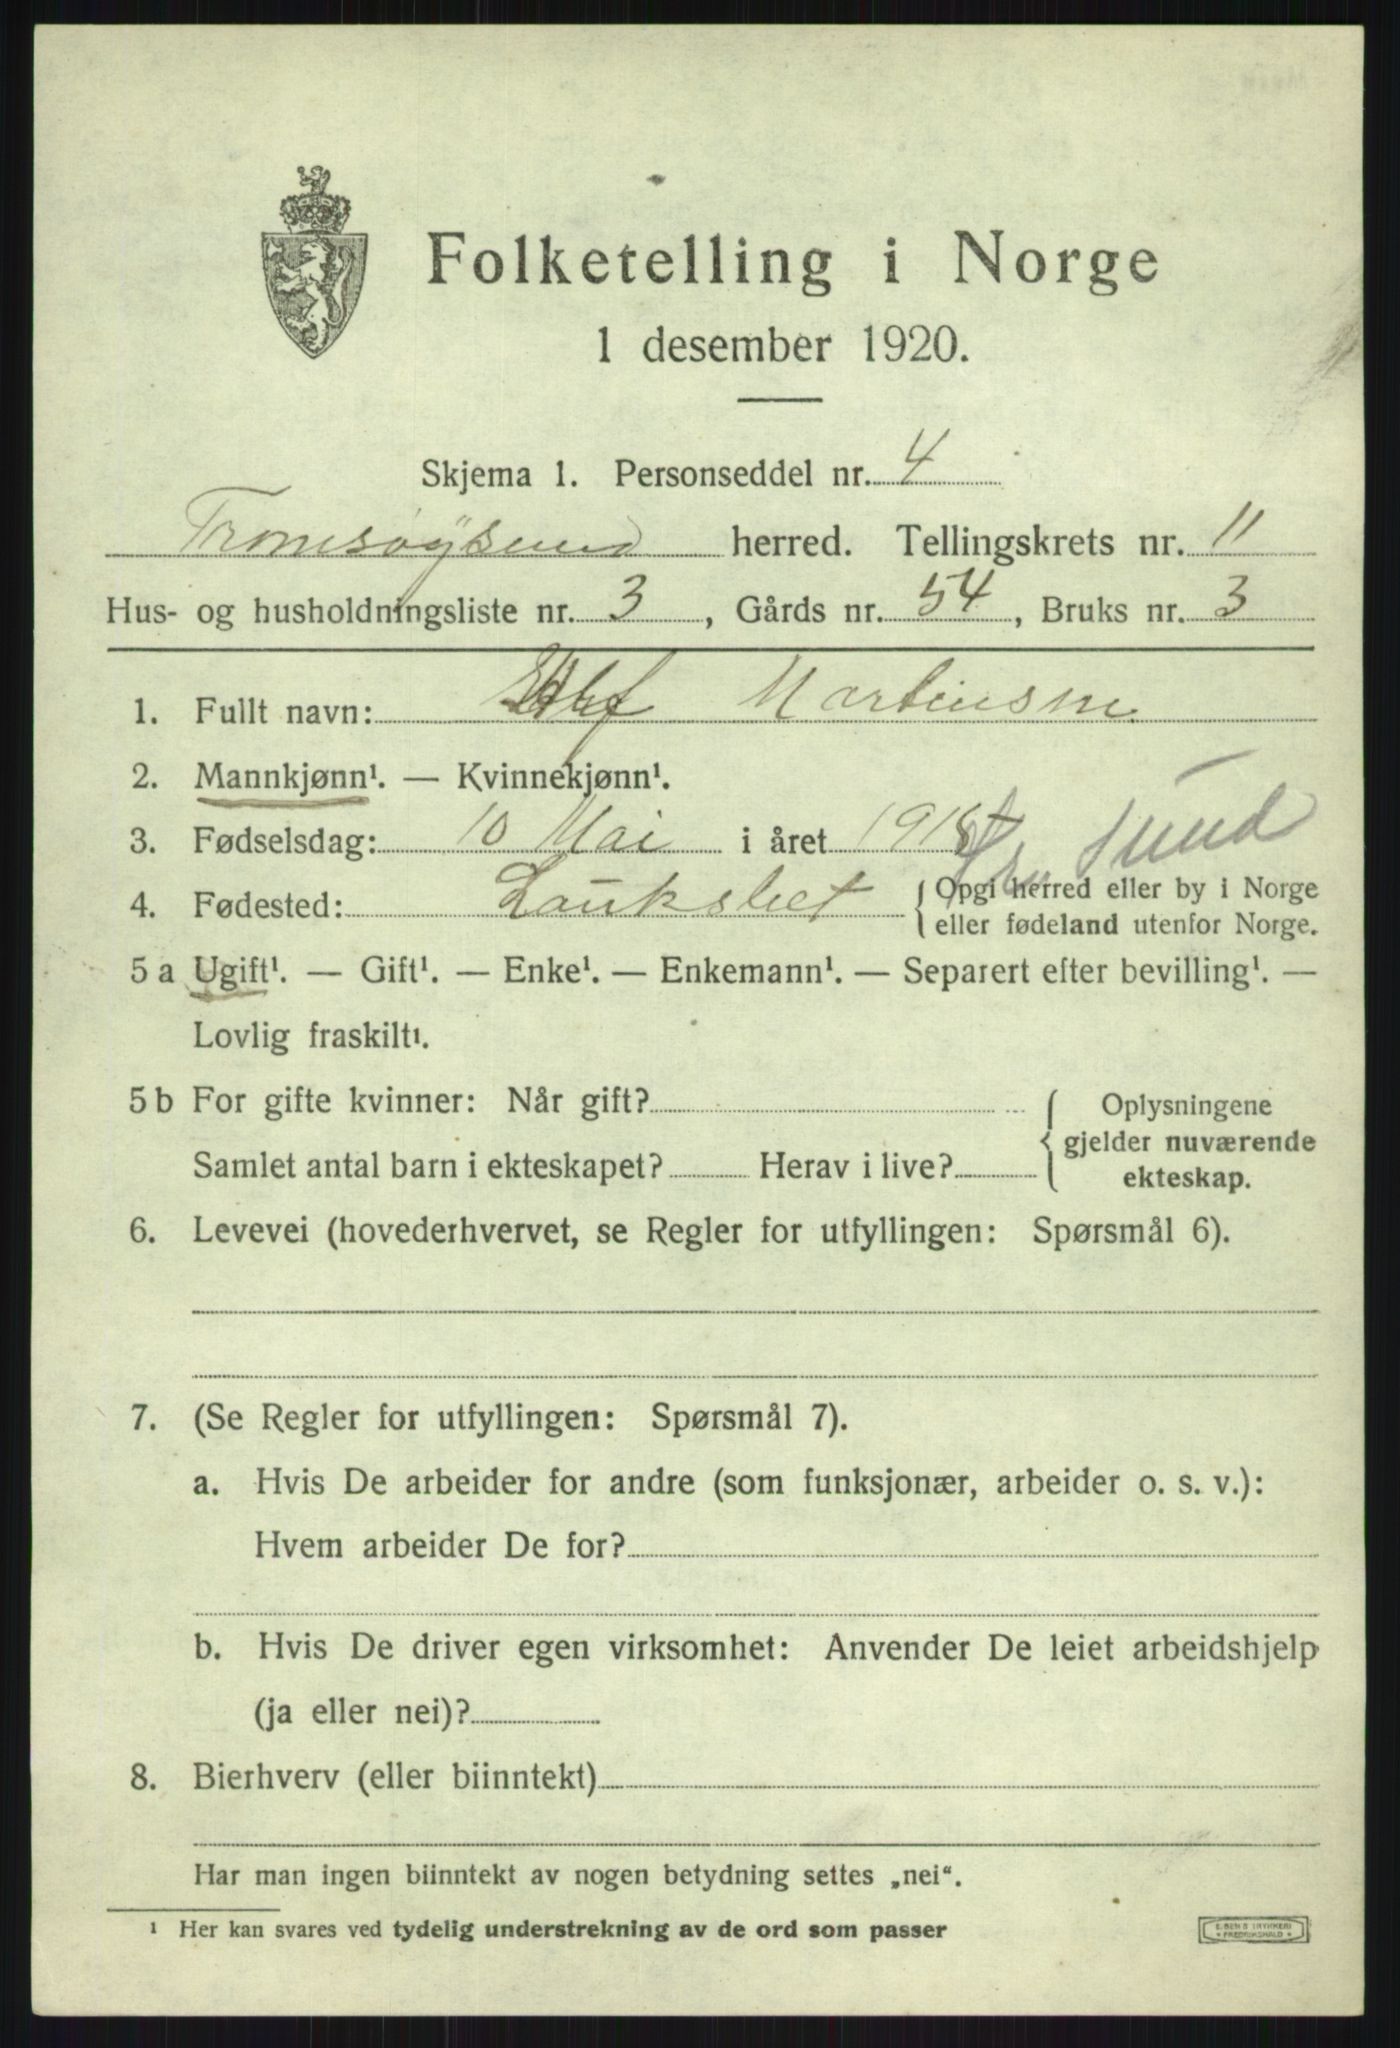 Folketelling i Norge
1 desember 1920.
Skjema 1. Personseddel nr. 4
Tromsøysund herred. Tellingskrets nr. 11
Hus- og husholdningsliste nr. 3, Gårds nr. 54, Bruks nr. 3
1. Fullt navn: Martinsen
2. Mannkjønn¹. — Kvinnekjønn¹.
3. Fødselsdag: 10 Mai i året 1918
sund
4. Fødested: Laukslet { Opgi herred eller by i Norge
eller fødeland utenfor Norge.
5 a Ugift¹. — Gift¹. — Enke¹. — Enkemann¹. — Separert efter bevilling¹. —
Lovlig fraskilt¹.
5 b For gifte kvinner: Når gift?
Samlet antal barn i ekteskapet? Herav i live?
{ Oplysningene
gjelder nuværende
ekteskap.
6. Levevei (hovederhvervet, se Regler for utfyllingen: Spørsmål 6).
7. (Se Regler for utfyllingen: Spørsmål 7).
a. Hvis De arbeider for andre (som funksjonær, arbeider o. s. v.):
Hvem arbeider De for?
b. Hvis De driver egen virksomhet: Anvender De leiet arbeidshjelp
(ja eller nei)?
8. Bierhverv (eller biinntekt)
Har man ingen biinntekt av nogen betydning settes „nei“.
¹ Her kan svares ved tydelig understrekning av de ord som passer
E. SEM'S TRYKKERI
FREDRIKSHALD